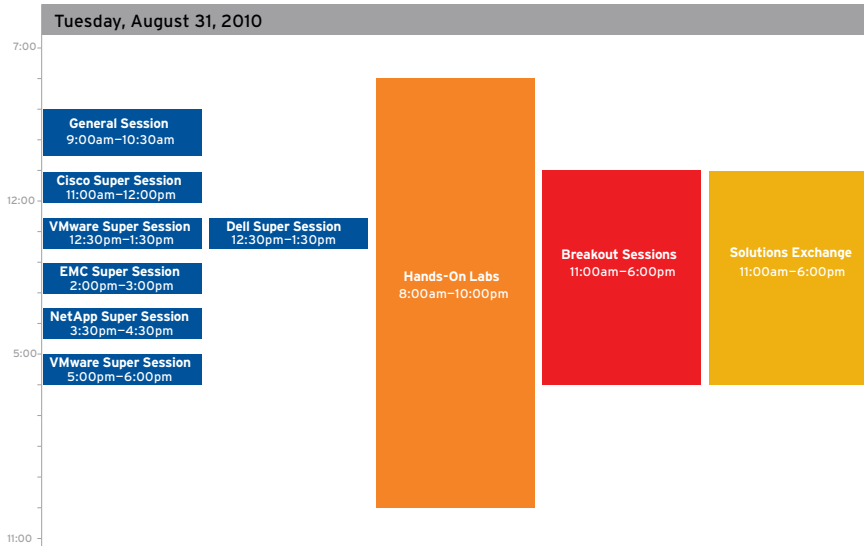 Tuesday, August 31, 2010
7:00
General Session
9:00am–10:30am
Cisco Super Session
11:00am–12:00pm
12:00
VMware Super Session
12:30pm–1:30pm
Dell Super Session
12:30pm–1:30pm
EMC Super Session
2:00pm–3:00pm
NetApp Super Session
3:30pm–4:30pm
5:00
VMware Super Session
5:00pm–6:00pm
Hands-On Labs
8:00am–10:00pm
Breakout Sessions
11:00am–6:00pm
Solutions Exchange
11:00am–6:00pm
11:00